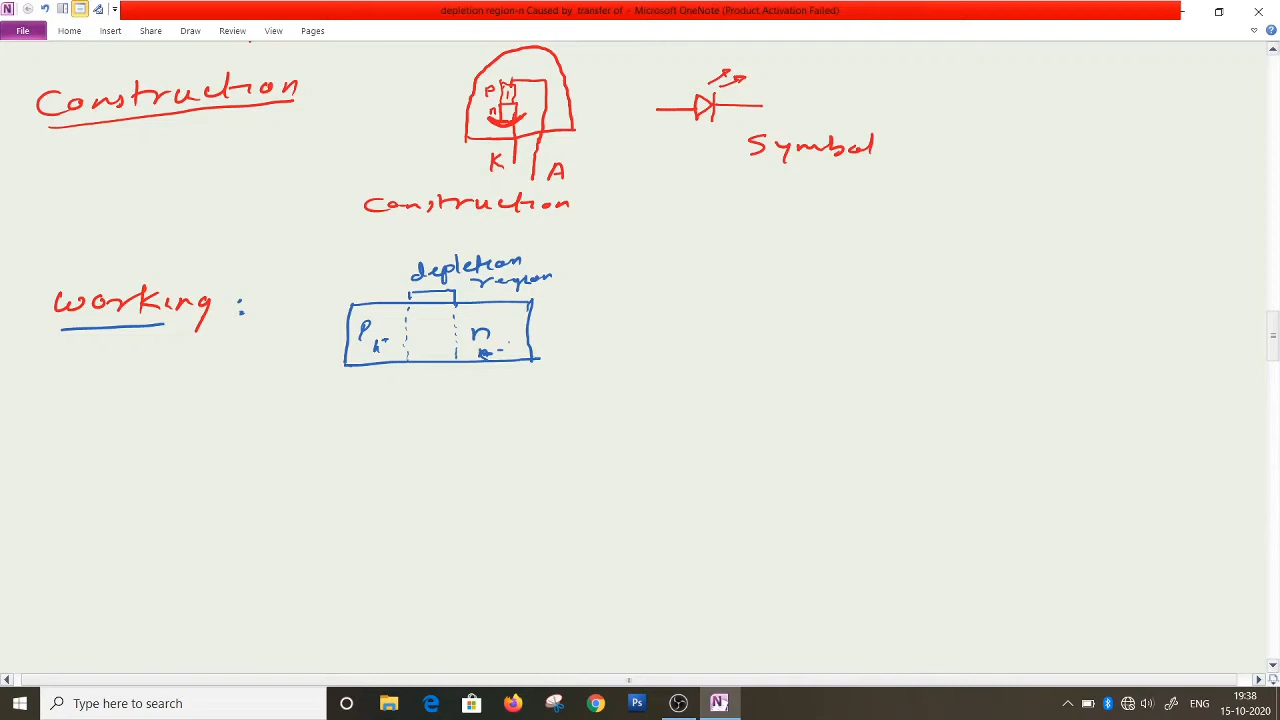 depletion region-n Caused by transfer of - Microsoft OneNote (Product Activation Failed)
File Home Insert Share Draw Review View Pages
Construction
P
n
K A
Construction
Symbol
Working :
depletion
region
P n
h+
Type here to search
Ps
N
ENG
19:38
15-10-2020